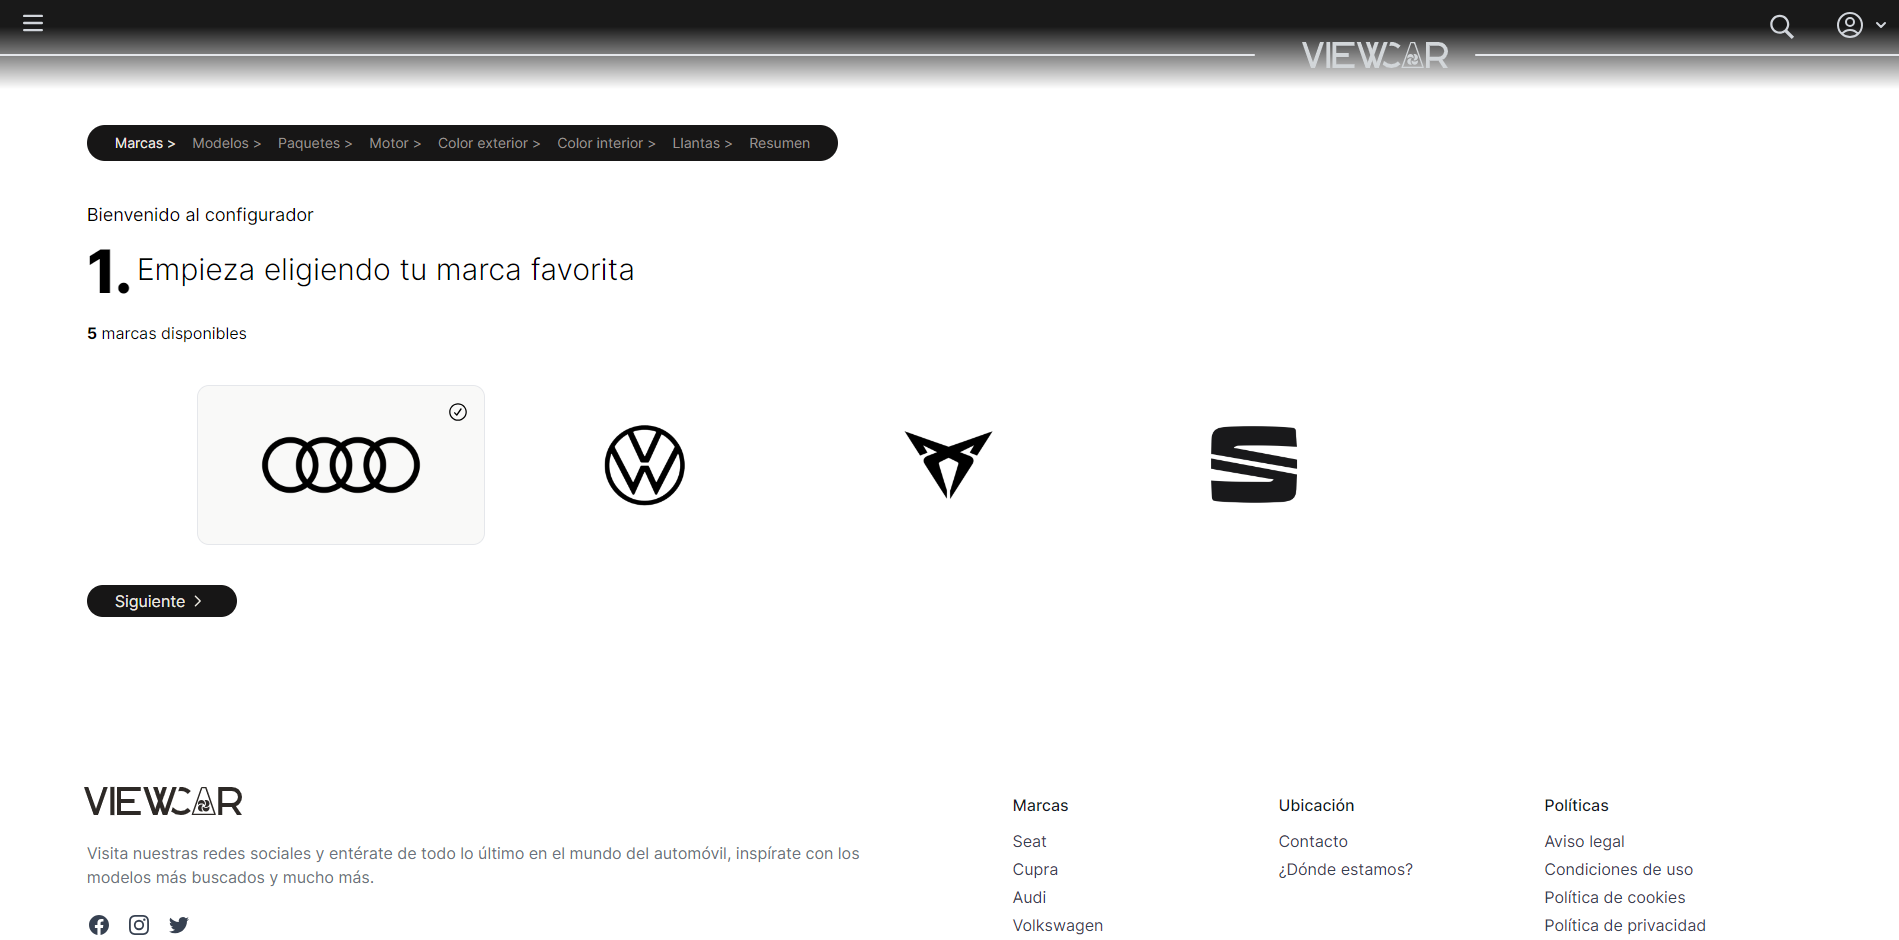 VIEWCAR
Marcas > Modelos > Paquetes > Motor > Color exterior > Color interior > Llantas > Resumen
Bienvenido al configurador
1. Empieza eligiendo tu marca favorita
5 marcas disponibles
Siguiente >
VIEWCAR
Visita nuestras redes sociales y entérate de todo lo último en el mundo del automóvil, inspírate con los
modelos más buscados y mucho más.
Marcas
Seat
Cupra
Audi
Volkswagen
Ubicación
Contacto
¿Dónde estamos?
Políticas
Aviso legal
Condiciones de uso
Política de cookies
Política de privacidad